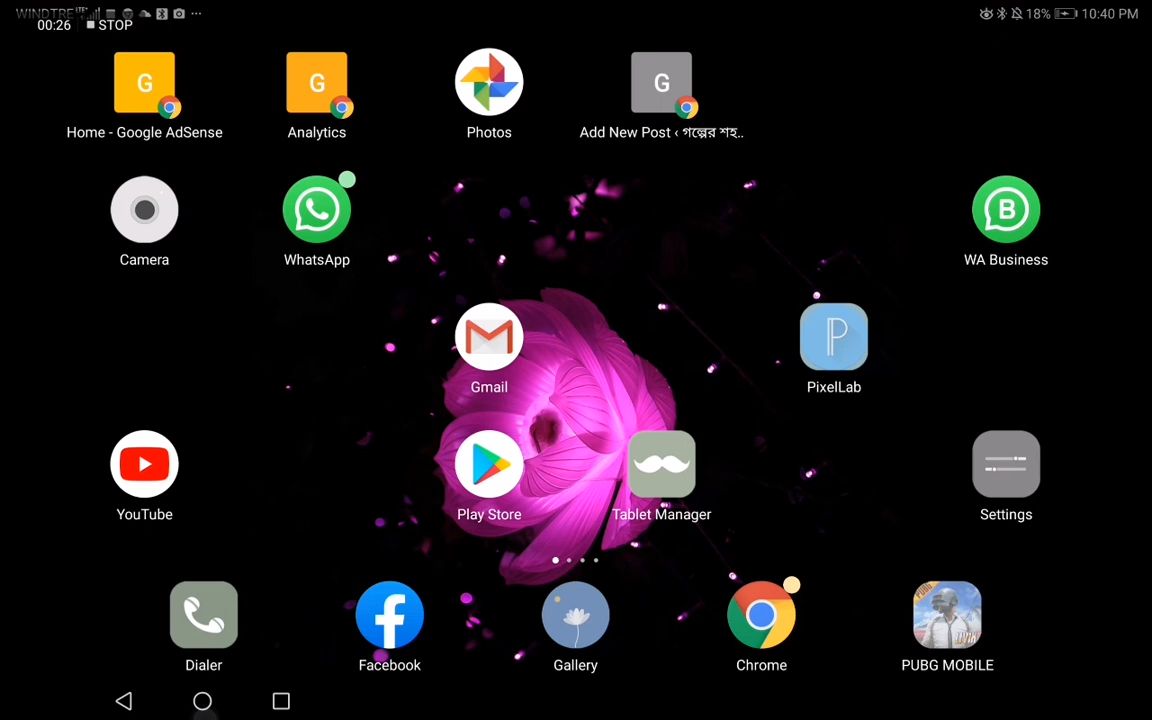 WINDTRE 18% 10:40 PM
00:26 STOP
G G G
Home - Google AdSense Analytics Photos Add New Post ‹ গল্পের শহ..
B
Camera WhatsApp WA Business
P
Gmail PixelLab
YouTube Play Store Tablet Manager Settings
Dialer Facebook Gallery Chrome PUBG MOBILE